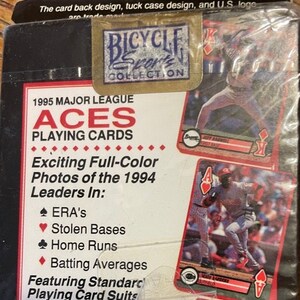 The card back design, tuck case design, and U.S. logo
BICYCLE
Sports
COLLECTION
1995 MAJOR LEAGUE
ACES
PLAYING CARDS
Exciting Full-Color
Photos of the 1994
Leaders In:
♠ ERA's
♥ Stolen Bases
♣ Home Runs
♦ Batting Averages
Featuring Standard
Playing Card Suits
A